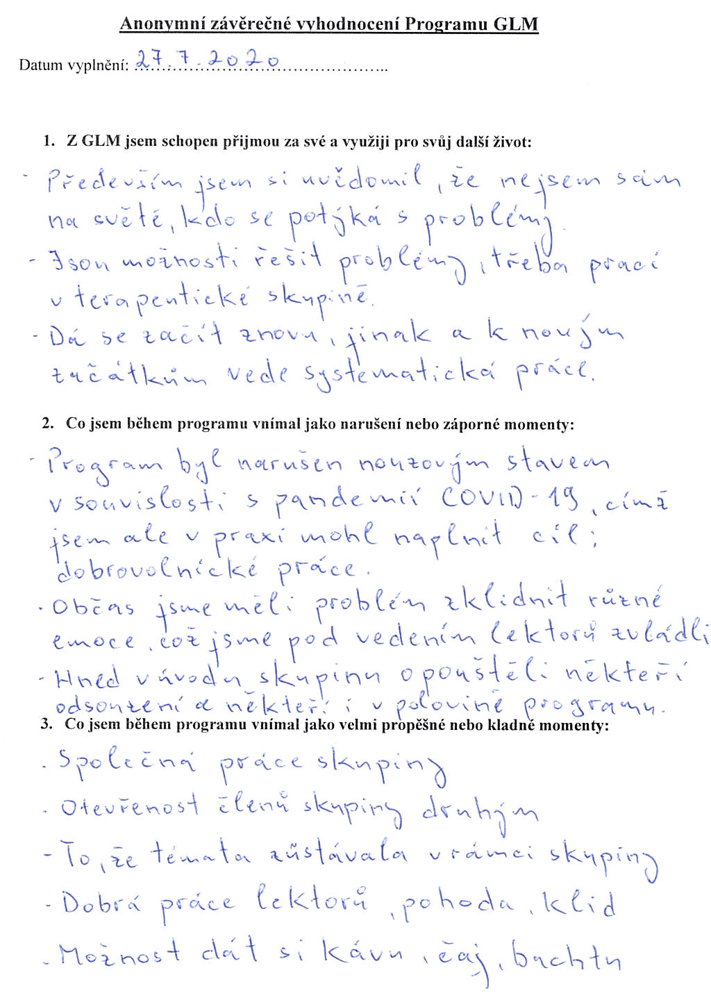 Anonymní závěrečné vyhodnocení Programu GLM
Datum vyplnění: 27.7.2020
1. Z GLM jsem schopen přijmou za své a využiji pro svůj další život:
- Především jsem si uvědomil, že nejsem sám
na světě, kdo se potýká s problémy.
- Jsou možnosti řešit problémy, třeba prací
v terapeutické skupině.
- Dá se začít znovu, jinak a k novým
začátkům vede systematická práce.
2. Co jsem během programu vnímal jako narušení nebo záporné momenty:
- Program byl narušen nouzovým stavem
v souvislosti s pandemií COVID-19, címž
jsem ale v praxi mohl naplnit cíl;
dobrovolnické práce.
- Občas jsme měli problém zklidnit různé
emoce, což jsme pod vedením lektorů zvládli
- Hned v úvodu skupinu opouštěli někteří
odsouzení a někteří i v polovině programu.
3. Co jsem během programu vnímal jako velmi propěšné nebo kladné momenty:
- Společná práce skupiny
- Otevřenost členů skupiny druhým
- To, že témata zůstávala v rámci skupiny
- Dobrá práce lektorů, pohoda, klid
- Možnost dát si kávu, čaj, buchtu